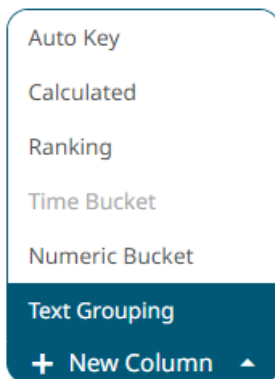 Auto Key
Calculated
Ranking
Time Bucket
Numeric Bucket
Text Grouping
+ New Column